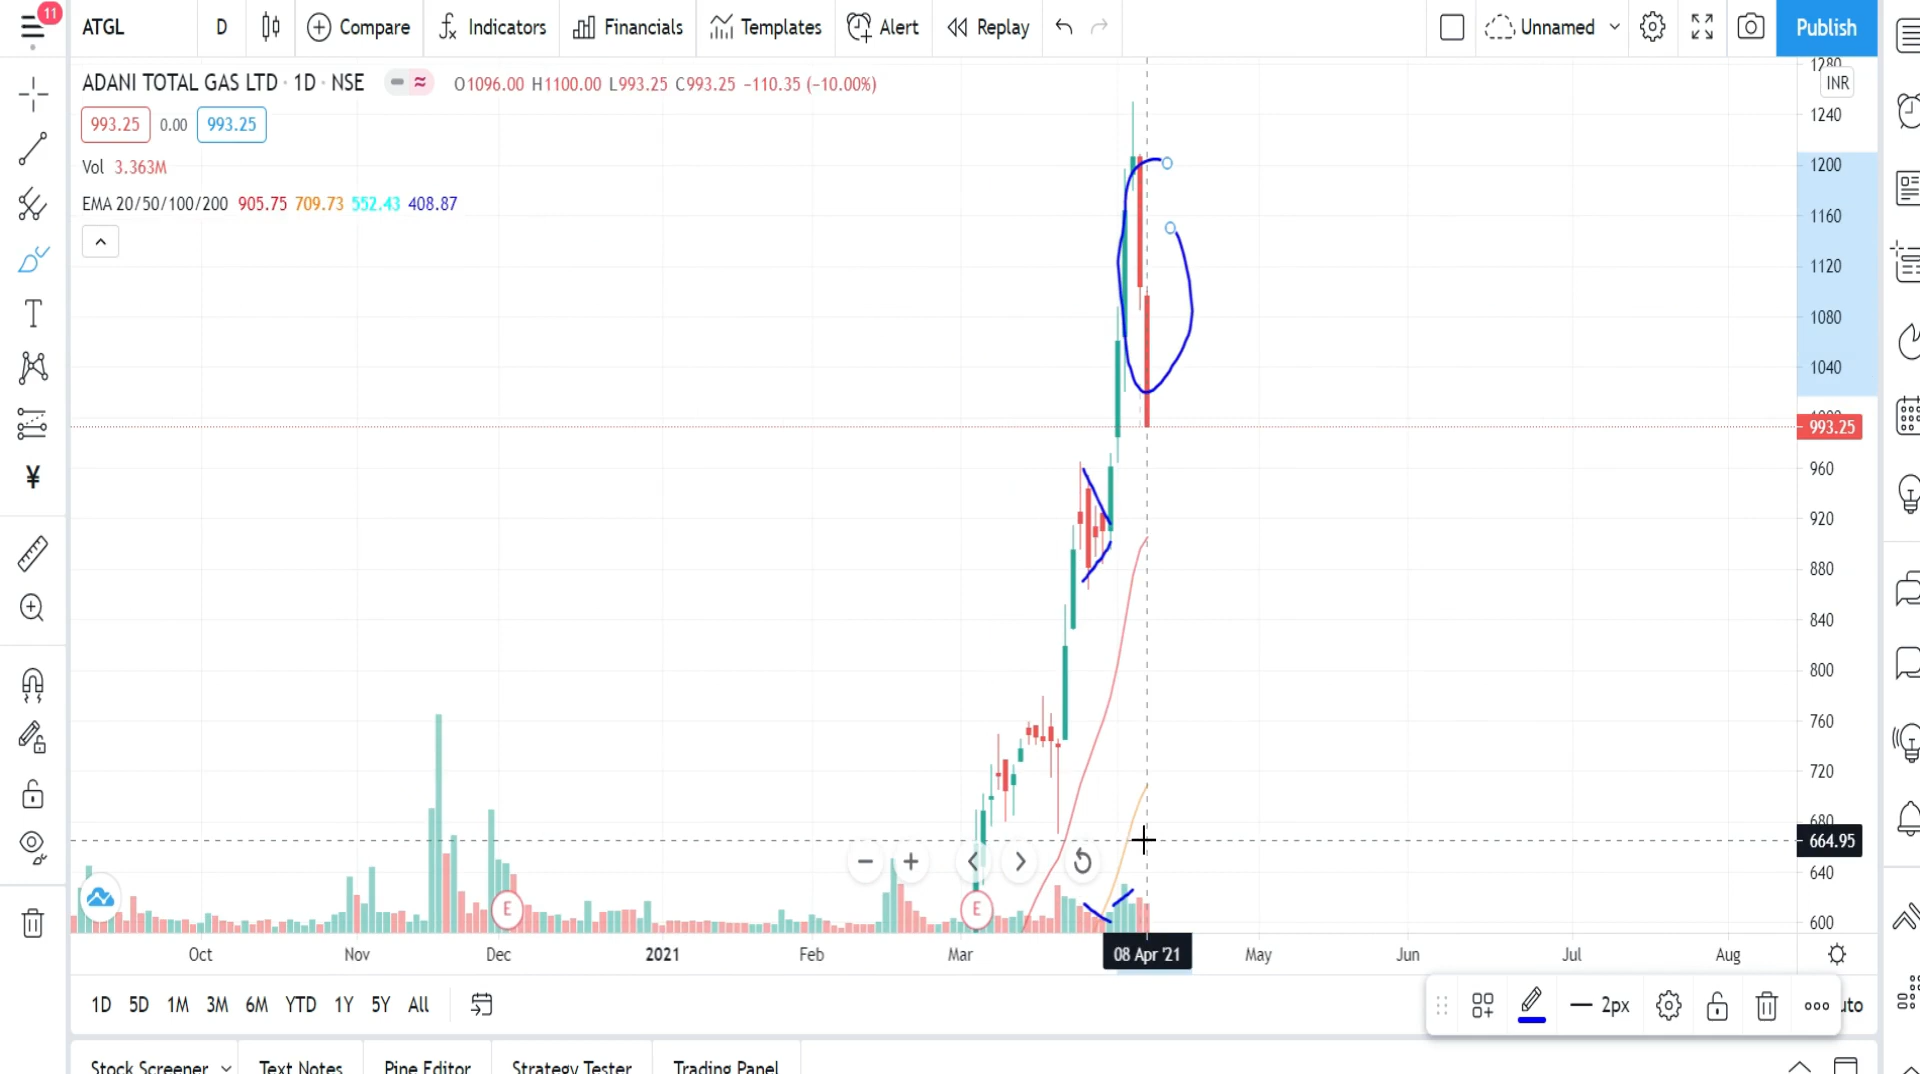 11
ATGL D Compare Indicators Financials Templates Alert Replay Unnamed Publish
ADANI TOTAL GAS LTD · 1D · NSE O1096.00 H1100.00 L993.25 C993.25 −110.35 (−10.00%)
993.25 0.00 993.25
Vol 3.363M
EMA 20/50/100/200 905.75 709.73 552.43 408.87
1280
INR
1240
1200
1160
1120
1080
1040
1000
993.25
960
920
880
840
800
760
720
680
664.95
640
600
E E
Oct Nov Dec 2021 Feb Mar 08 Apr '21 May Jun Jul Aug
1D 5D 1M 3M 6M YTD 1Y 5Y All 2px uto
Stock Screener Text Notes Pine Editor Strategy Tester Trading Panel
T
¥